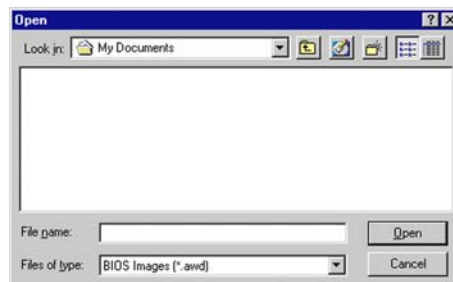 Open
Look in: My Documents
File name: Open
Files of type: BIOS Images (*.awd) Cancel